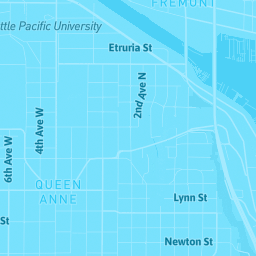 FREMONT
ttle Pacific University
Etruria St
2nd Ave N
4th Ave W
6th Ave W
QUEEN
ANNE
Lynn St
St
Newton St